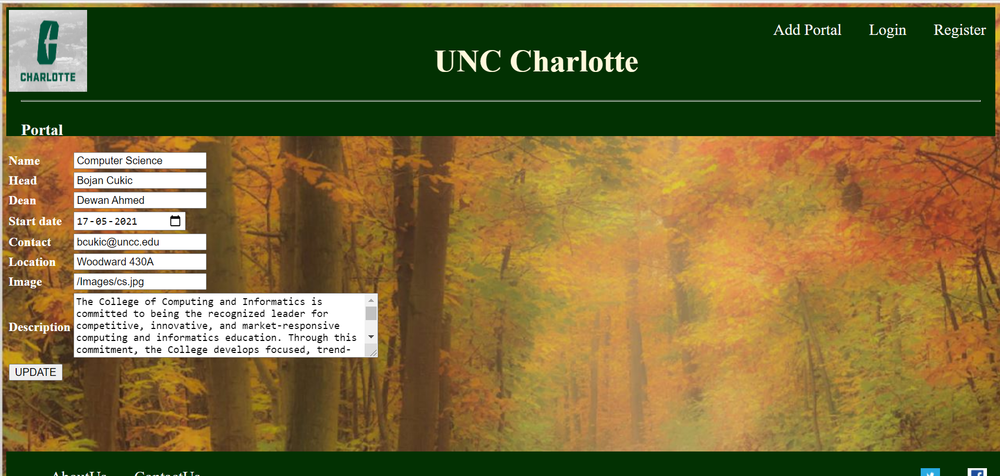 CHARLOTTE
Add Portal Login Register
UNC Charlotte
Portal
Name Computer Science
Head Bojan Cukic
Dean Dewan Ahmed
Start date 17-05-2021
Contact bcukic@uncc.edu
Location Woodward 430A
Image /Images/cs.jpg
Description
The College of Computing and Informatics is
committed to being the recognized leader for
competitive, innovative, and market-responsive
computing and informatics education. Through this
commitment, the College develops focused, trend-
UPDATE
AboutUs ContactUs